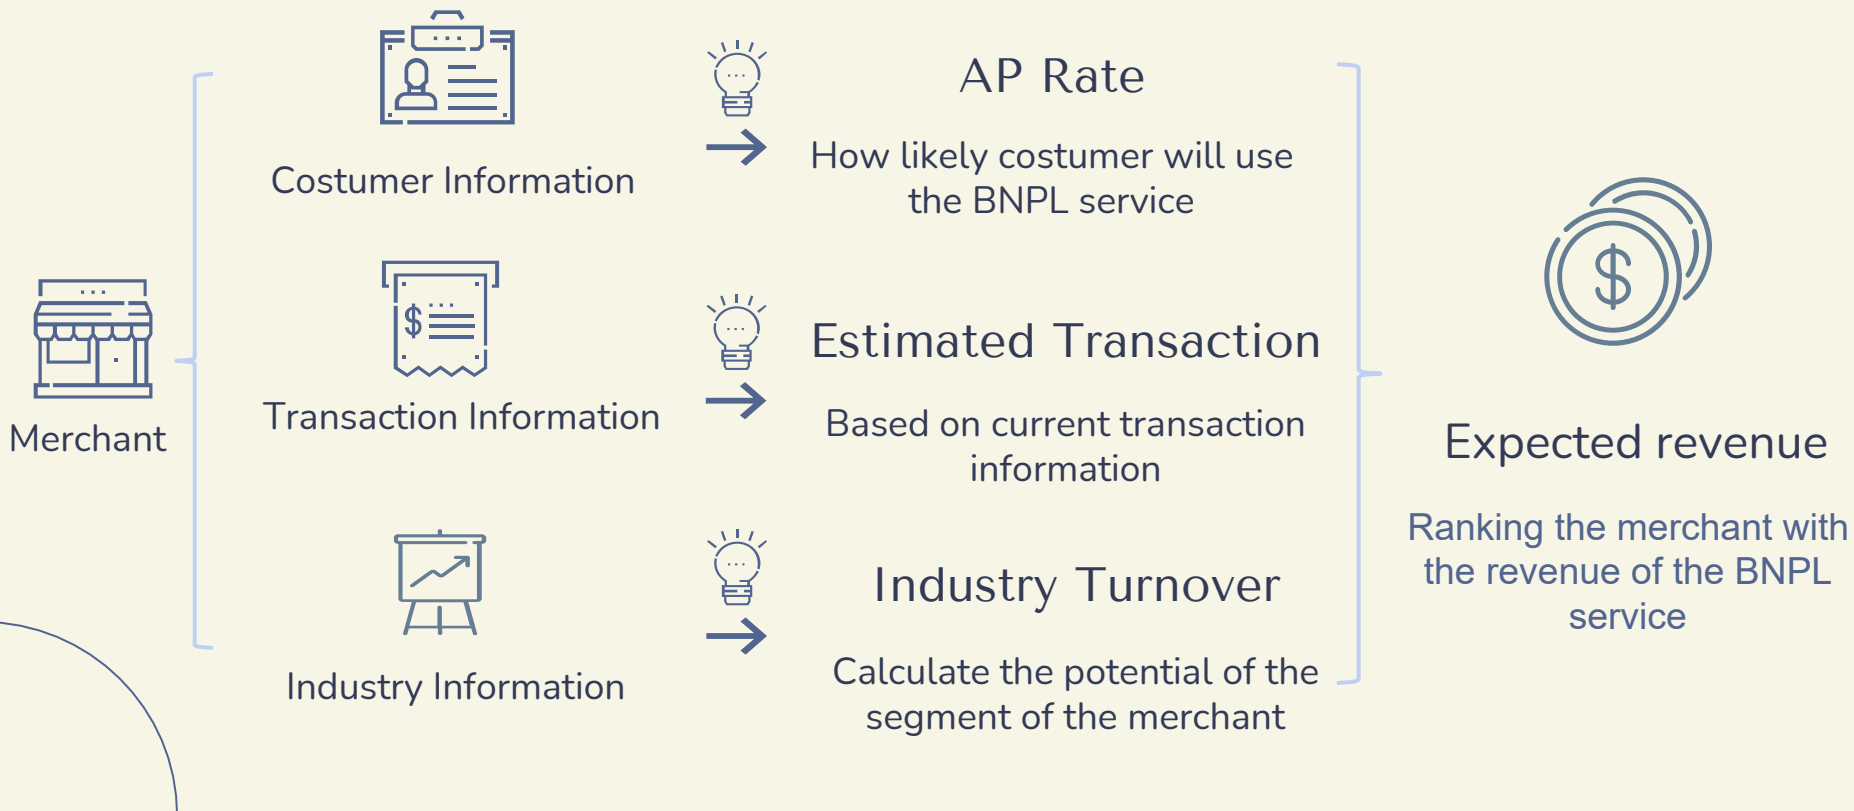 Merchant
Costumer Information
AP Rate
How likely costumer will use
the BNPL service
Transaction Information
Estimated Transaction
Based on current transaction
information
Industry Information
Industry Turnover
Calculate the potential of the
segment of the merchant
Expected revenue
Ranking the merchant with
the revenue of the BNPL
service